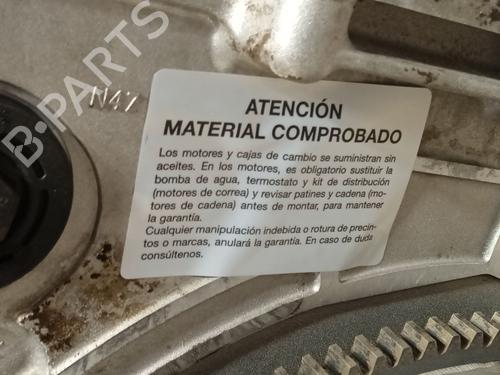 B-PARTS
N47
ATENCIÓN
MATERIAL COMPROBADO
Los motores y cajas de cambio se suministran sin
aceites. En los motores, es obligatorio sustituir la
bomba de agua, termostato y kit de distribución
(motores de correa) y revisar patines y cadena (mo-
tores de cadena) antes de montar, para mantener
la garantía.
Cualquier manipulación indebida o rotura de precin-
tos o marcas, anulará la garantía. En caso de duda
consúltenos.